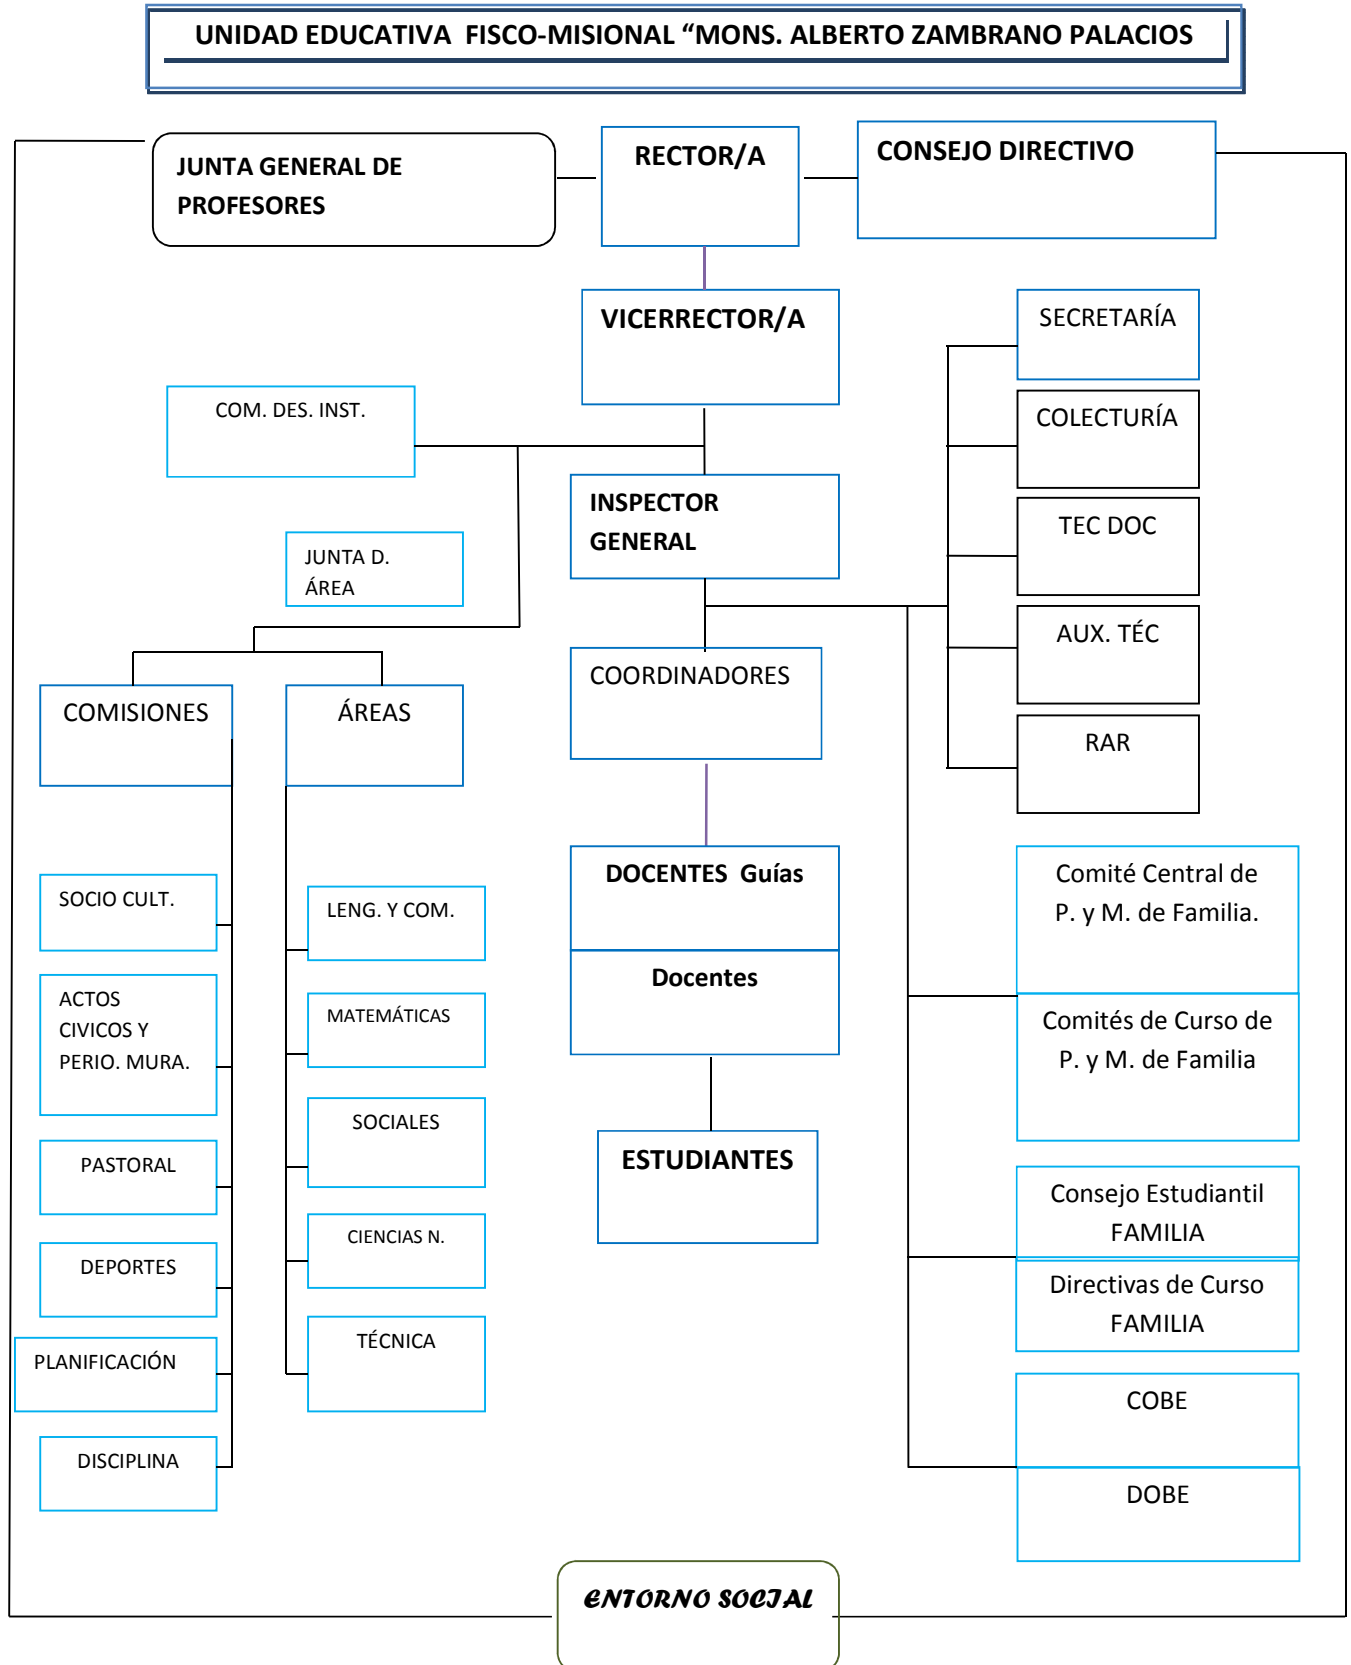 UNIDAD EDUCATIVA FISCO-MISIONAL “MONS. ALBERTO ZAMBRANO PALACIOS
JUNTA GENERAL DE
PROFESORES
RECTOR/A
CONSEJO DIRECTIVO
VICERRECTOR/A
SECRETARÍA
COM. DES. INST.
COLECTURÍA
INSPECTOR
GENERAL
TEC DOC
JUNTA D.
ÁREA
AUX. TÉC
COORDINADORES
COMISIONES
ÁREAS
RAR
DOCENTES Guías
Docentes
ESTUDIANTES
SOCIO CULT.
ACTOS
CIVICOS Y
PERIO. MURA.
PASTORAL
DEPORTES
PLANIFICACIÓN
DISCIPLINA
LENG. Y COM.
MATEMÁTICAS
SOCIALES
CIENCIAS N.
TÉCNICA
Comité Central de
P. y M. de Familia.
Comités de Curso de
P. y M. de Familia
Consejo Estudiantil
FAMILIA
Directivas de Curso
FAMILIA
COBE
DOBE
ENTORNO SOCIAL